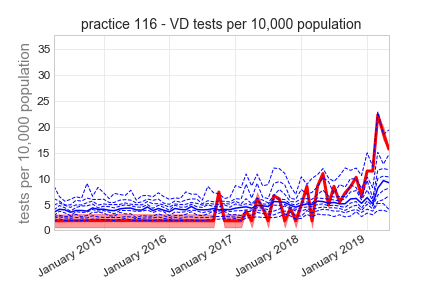 practice 116 - VD tests per 10,000 population
tests per 10,000 population
35
30
25
20
15
10
5
0
January 2015
January 2016
January 2017
January 2018
January 2019